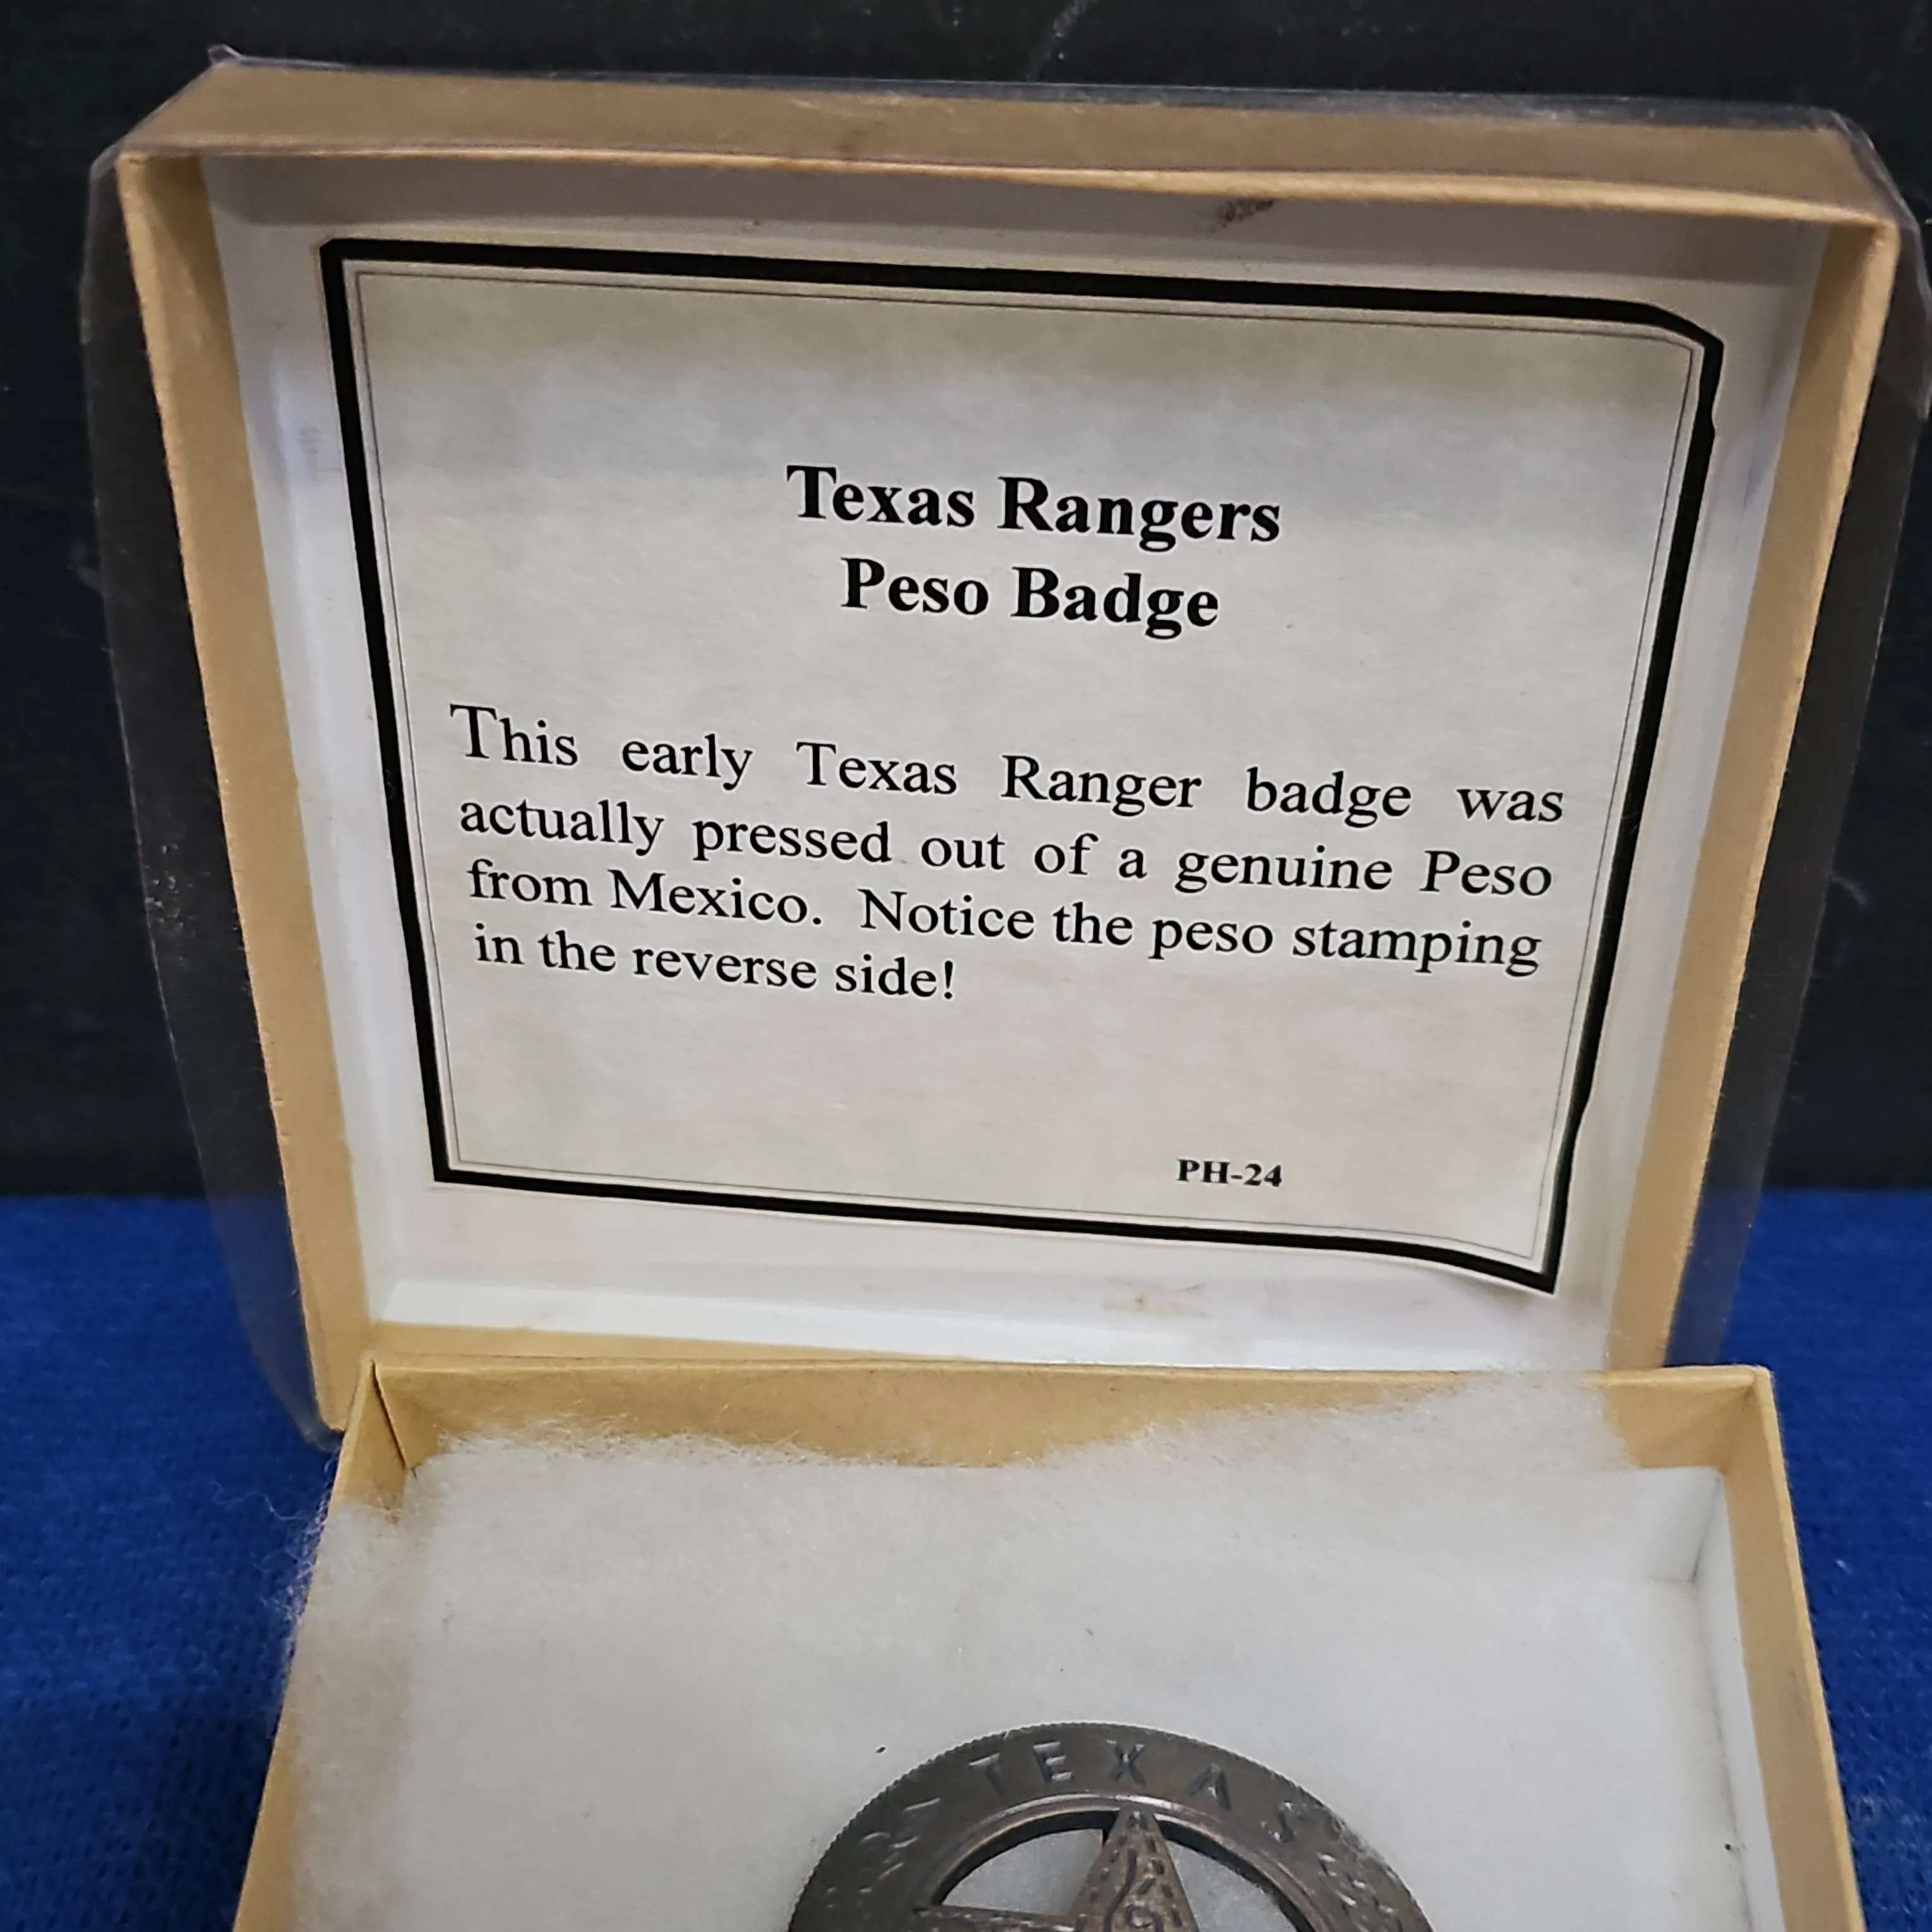 Texas Rangers
Peso Badge
This early Texas Ranger badge was
actually pressed out of a genuine Peso
from Mexico. Notice the peso stamping
in the reverse side!
PH-24
TEXAS